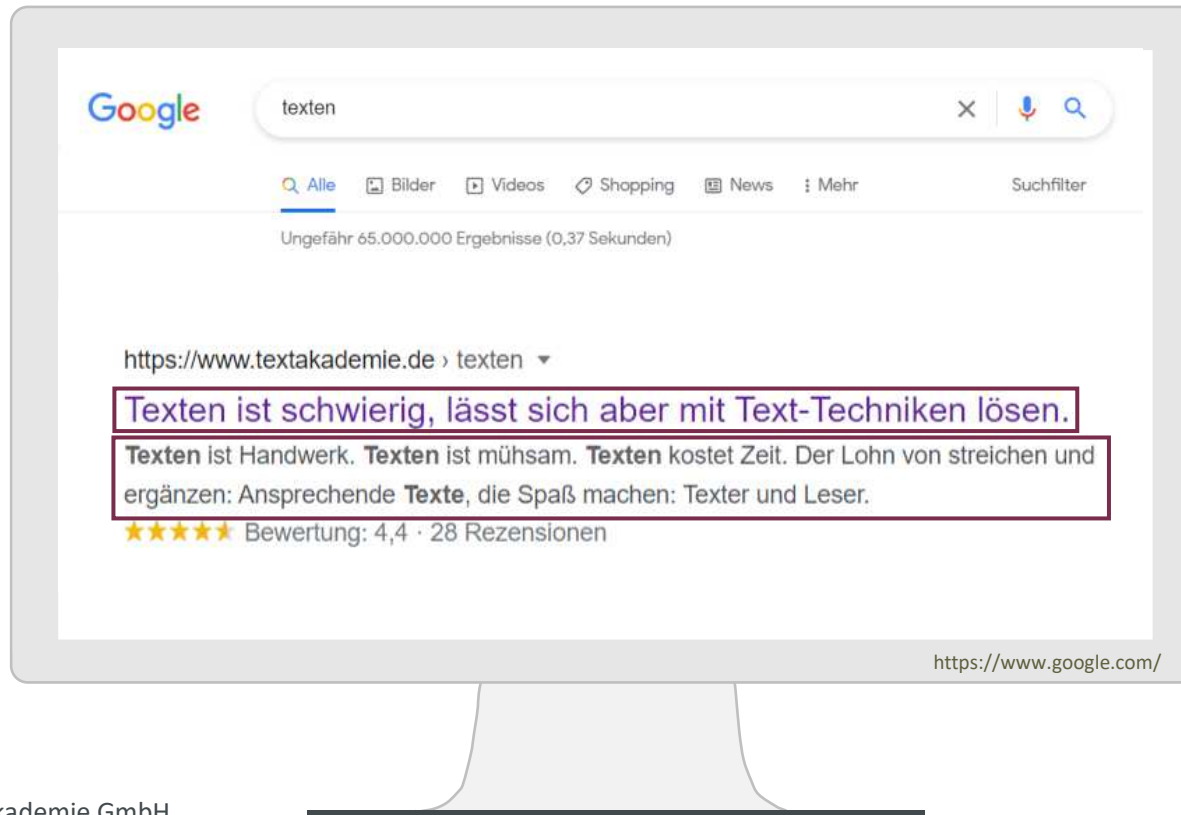 Google texten
Alle Bilder Videos Shopping News Mehr Suchfilter
Ungefähr 65.000.000 Ergebnisse (0,37 Sekunden)
https://www.textakademie.de › texten
Texten ist schwierig, lässt sich aber mit Text-Techniken lösen.
Texten ist Handwerk. Texten ist mühsam. Texten kostet Zeit. Der Lohn von streichen und
ergänzen: Ansprechende Texte, die Spaß machen: Texter und Leser.
Bewertung: 4,4 · 28 Rezensionen
https://www.google.com/
kademie GmbH